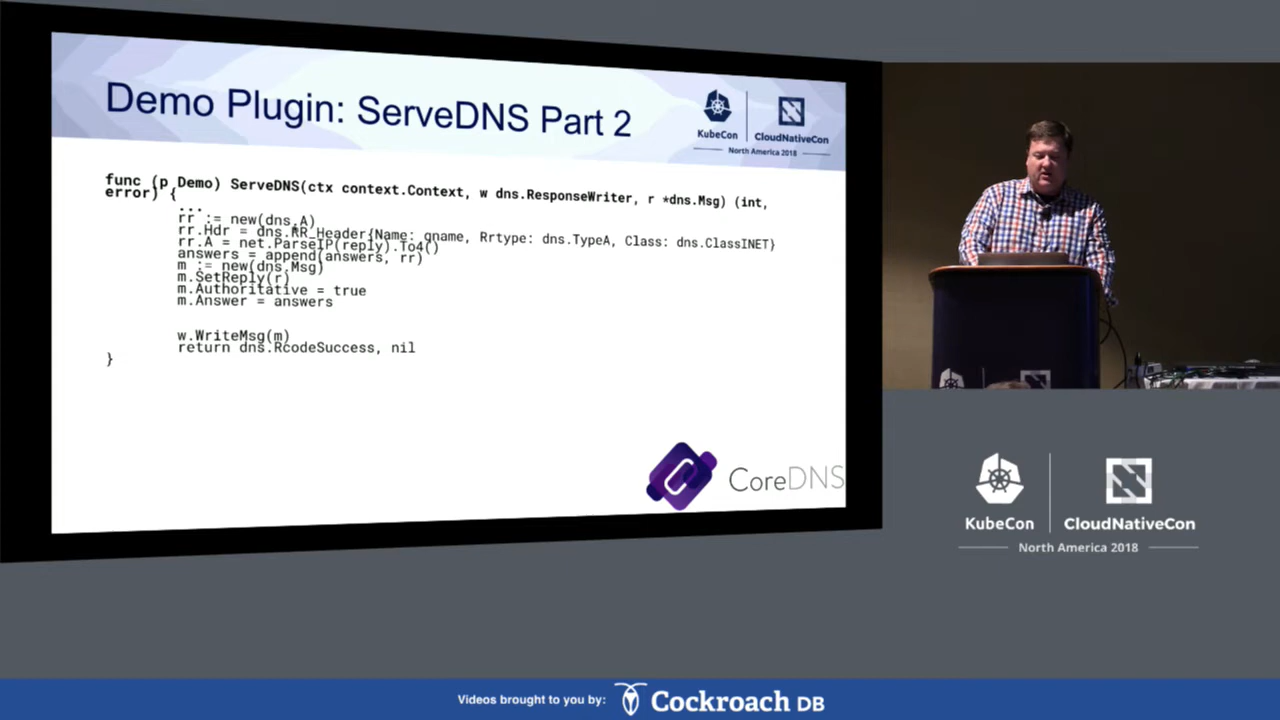 Demo Plugin: ServeDNS Part 2
KubeCon
CloudNativeCon
North America 2018
func (p Demo) ServeDNS(ctx context.Context, w dns.ResponseWriter, r *dns.Msg) (int,
error) {
...
rr := new(dns.A)
rr.Hdr = dns.RR_Header{Name: qname, Rrtype: dns.TypeA, Class: dns.ClassINET}
rr.A = net.ParseIP(reply).To4()
answers = append(answers, rr)
m := new(dns.Msg)
m.SetReply(r)
m.Authoritative = true
m.Answer = answers
w.WriteMsg(m)
return dns.RcodeSuccess, nil
}
CoreDNS
KubeCon
CloudNativeCon
North America 2018
Videos brought to you by: Cockroach DB